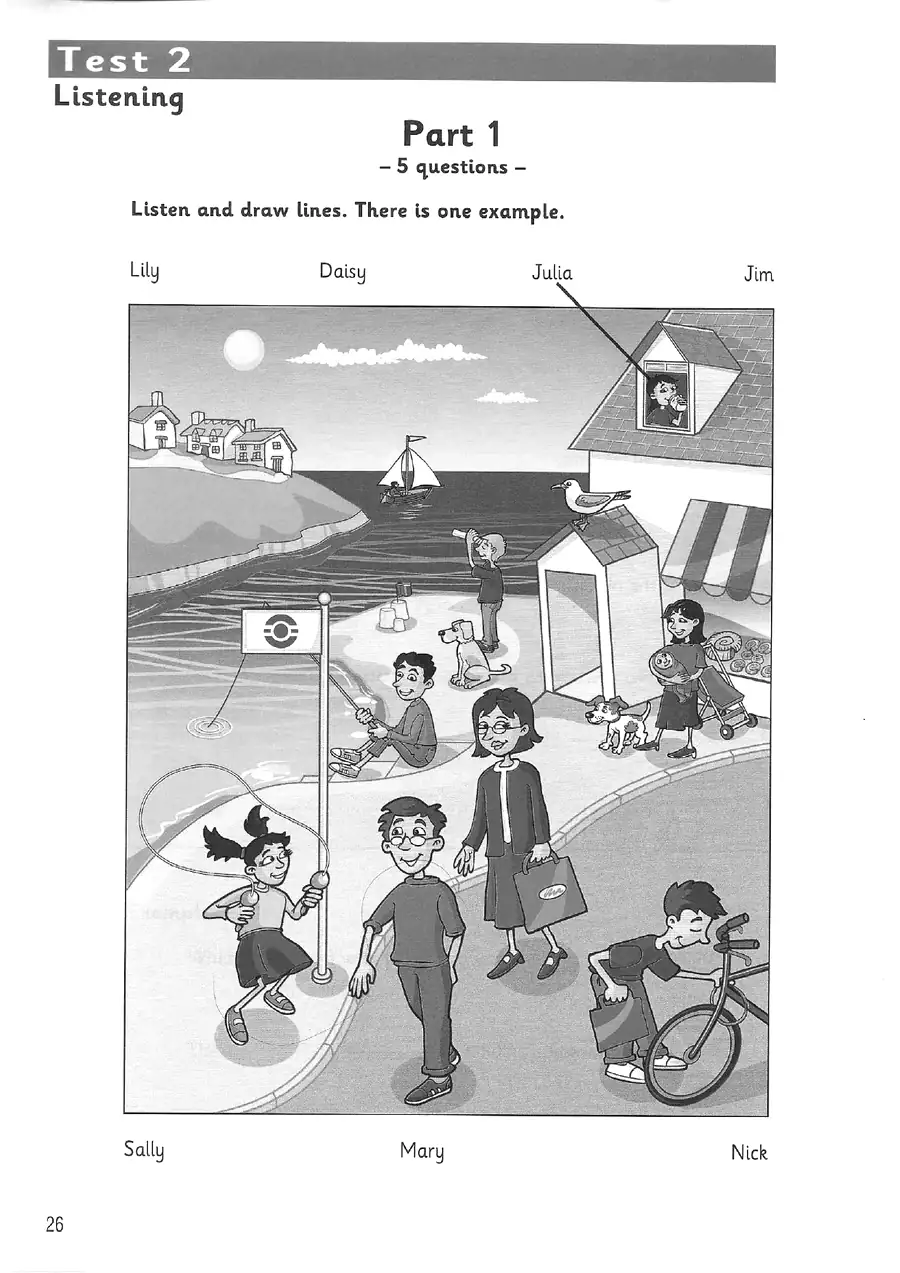 Test 2
Listening
Part 1
– 5 questions –
Listen and draw lines. There is one example.
Lily Daisy Julia Jim
Sally Mary Nick
26